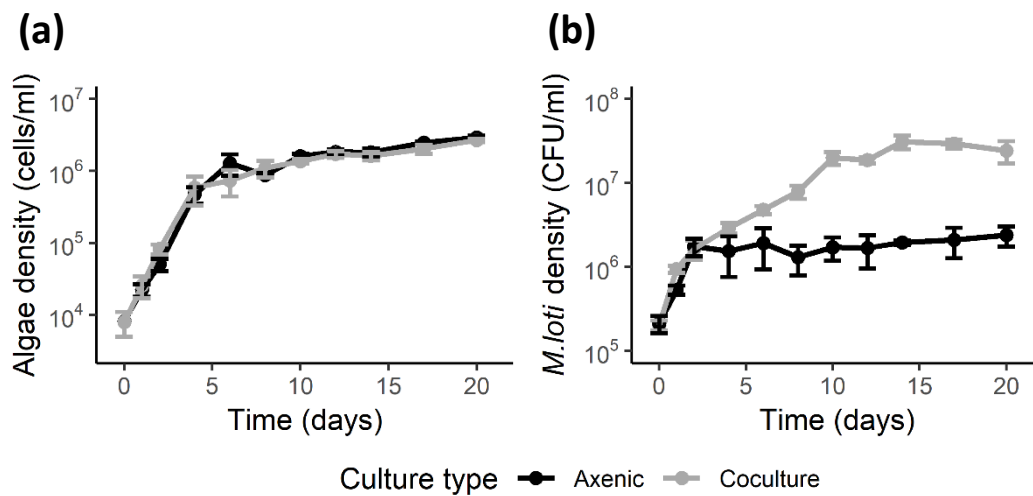 (a)
Algae density (cells/ml)
10⁷
10⁶
10⁵
10⁴
0 5 10 15 20
Time (days)
(b)
M.loti density (CFU/ml)
10⁸
10⁷
10⁶
10⁵
0 5 10 15 20
Time (days)
Culture type Axenic Coculture